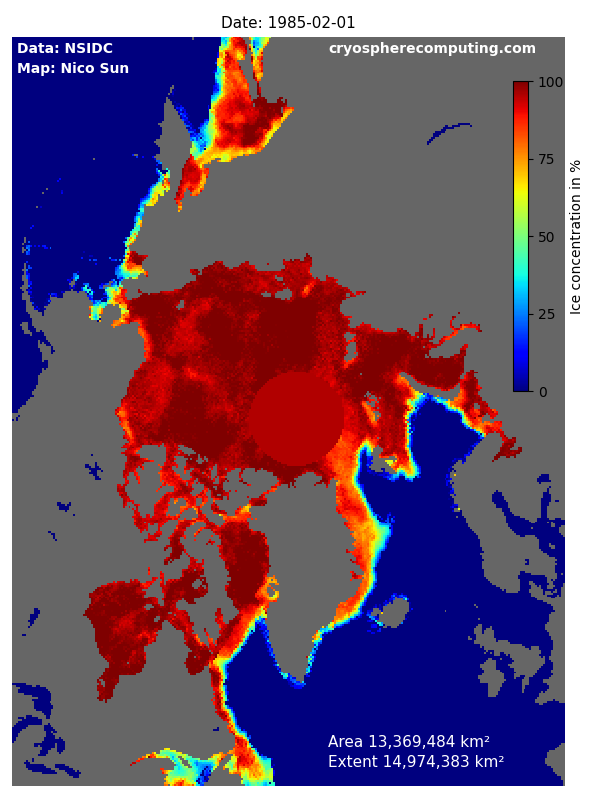 Date: 1985-02-01
Data: NSIDC
Map: Nico Sun
cryospherecomputing.com
100
75
50
25
0
Ice concentration in %
Area 13,369,484 km²
Extent 14,974,383 km²